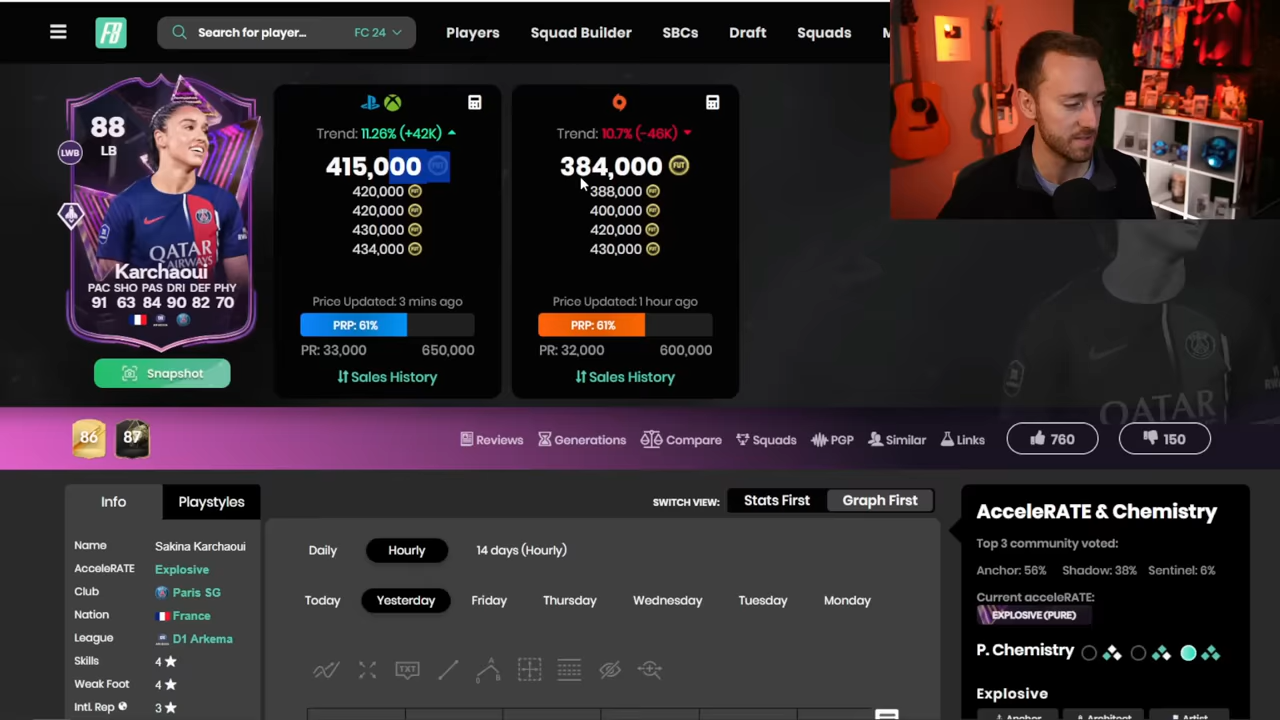 FB
Search for player...
FC 24
Players
Squad Builder
SBCs
Draft
Squads
M
88
LB
LWB
QATAR
AIRWAYS
Karchaoui
PAC SHO PAS DRI DEF PHY
91 63 84 90 82 70
Snapshot
Trend: 11.26% (+42K)
415,000
420,000
420,000
430,000
434,000
Price Updated: 3 mins ago
PRP: 61%
PR: 33,000
650,000
Sales History
Trend: 10.7% (-46K)
384,000
388,000
400,000
420,000
430,000
Price Updated: 1 hour ago
PRP: 61%
PR: 32,000
600,000
Sales History
QATAR
86
87
Reviews
Generations
Compare
Squads
PGP
Similar
Links
760
150
Info
Playstyles
Name
Sakina Karchaoui
AcceleRATE
Explosive
Club
Paris SG
Nation
France
League
D1 Arkema
Skills
4
Weak Foot
4
Intl. Rep
3
SWITCH VIEW:
Stats First
Graph First
Daily
Hourly
14 days (Hourly)
Today
Yesterday
Friday
Thursday
Wednesday
Tuesday
Monday
TXT
AcceleRATE & Chemistry
Top 3 community voted:
Anchor: 56%
Shadow: 38%
Sentinel: 6%
Current acceleRATE:
EXPLOSIVE (PURE)
P. Chemistry
Explosive
Anchor
Architect
Artist